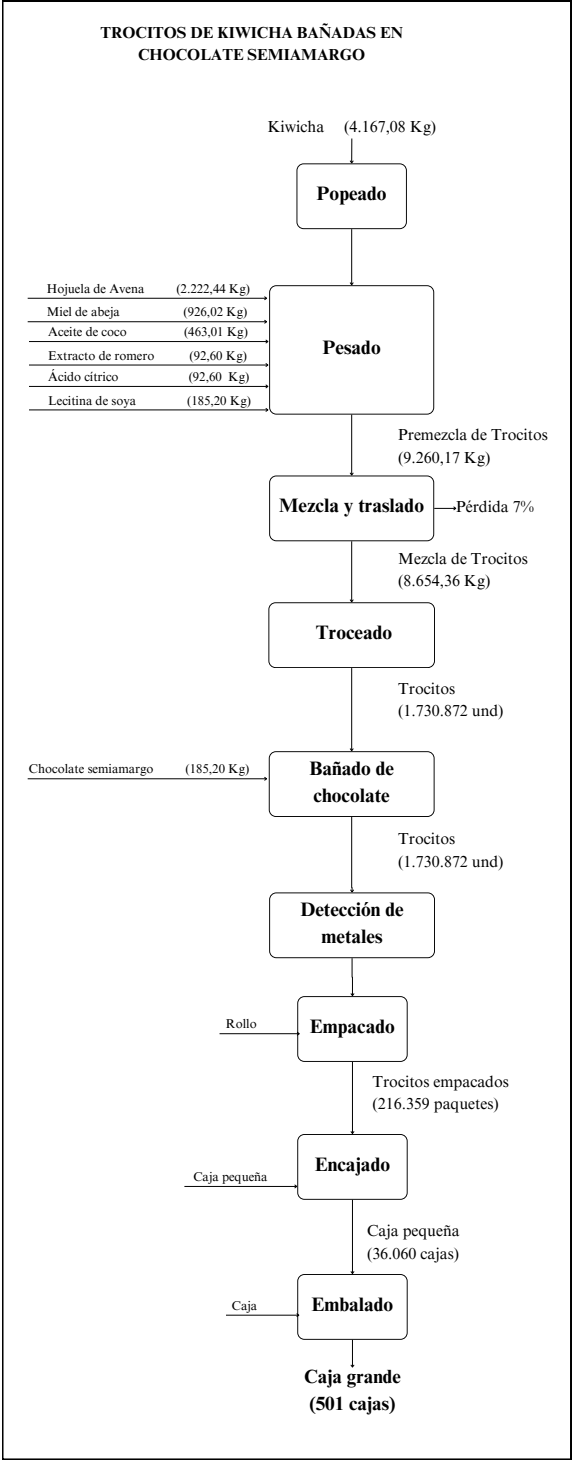 TROCITOS DE KIWICHA BAÑADAS EN
CHOCOLATE SEMIAMARGO
Kiwicha (4.167,08 Kg)
Popeado
Hojuela de Avena (2.222,44 Kg)
Miel de abeja (926,02 Kg)
Aceite de coco (463,01 Kg)
Extracto de romero (92,60 Kg)
Ácido cítrico (92,60 Kg)
Lecitina de soya (185,20 Kg)
Pesado
Premezcla de Trocitos
(9.260,17 Kg)
Mezcla y traslado
Pérdida 7%
Mezcla de Trocitos
(8.654,36 Kg)
Troceado
Trocitos
(1.730.872 und)
Chocolate semiamargo (185,20 Kg)
Bañado de
chocolate
Trocitos
(1.730.872 und)
Detección de
metales
Rollo
Empacado
Trocitos empacados
(216.359 paquetes)
Encajado
Caja pequeña
Caja pequeña
(36.060 cajas)
Caja
Embalado
Caja grande
(501 cajas)